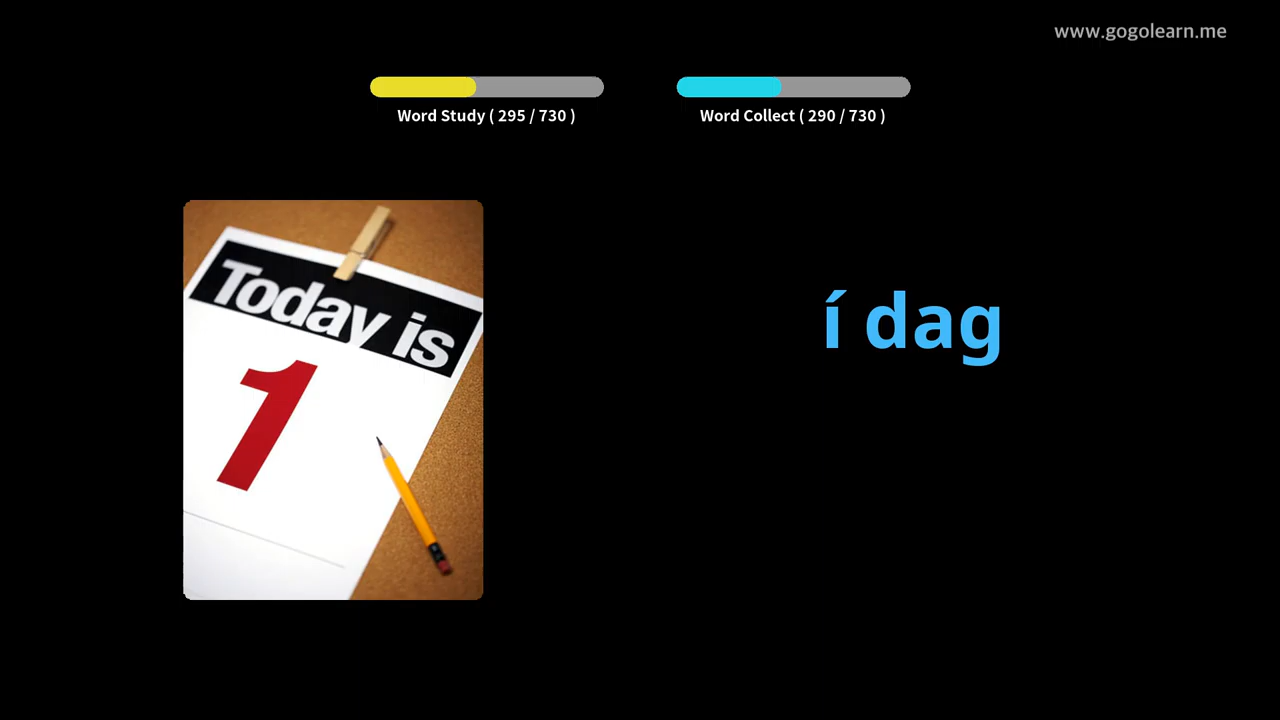 www.gogolearn.me
Word Study ( 295 / 730 )
Word Collect ( 290 / 730 )
Today is
1
í dag